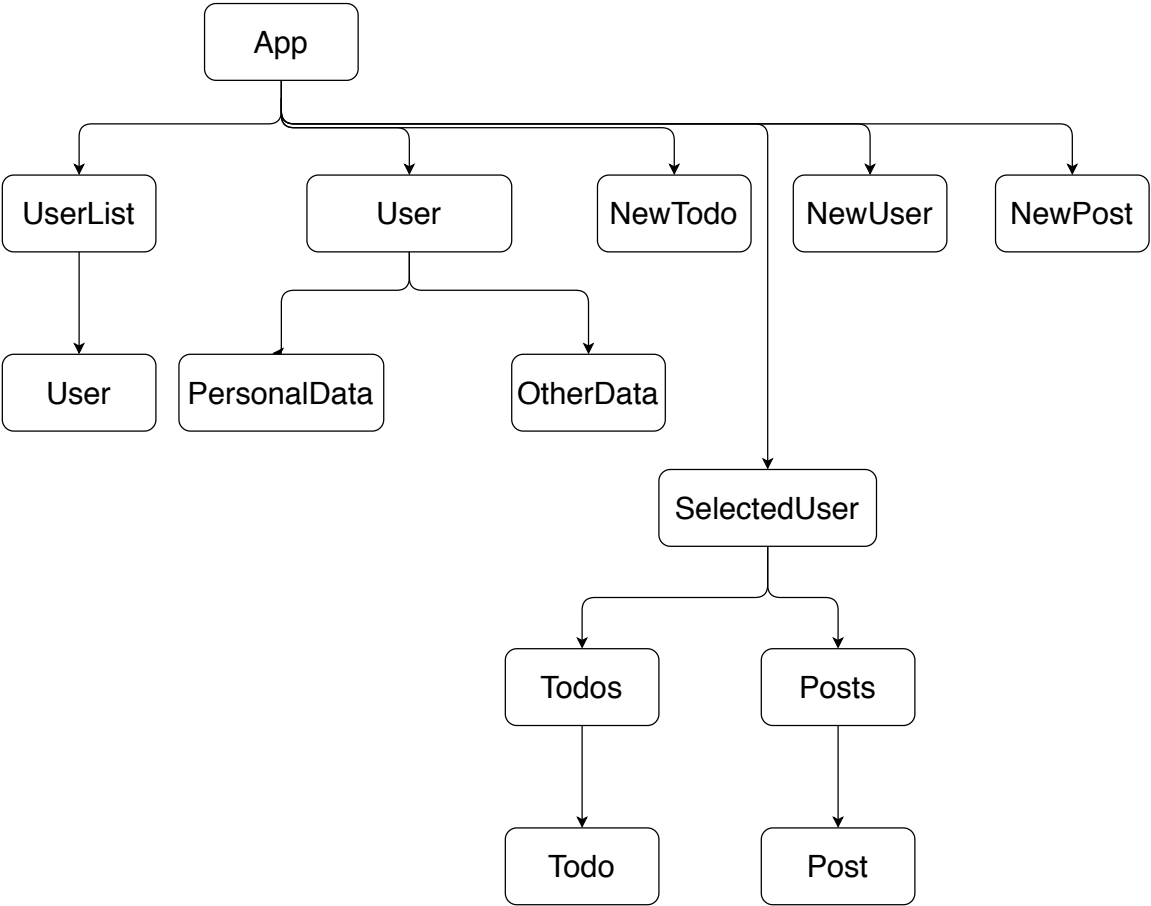 App
UserList
User
NewTodo
NewUser
NewPost
User
PersonalData
OtherData
SelectedUser
Todos
Posts
Todo
Post